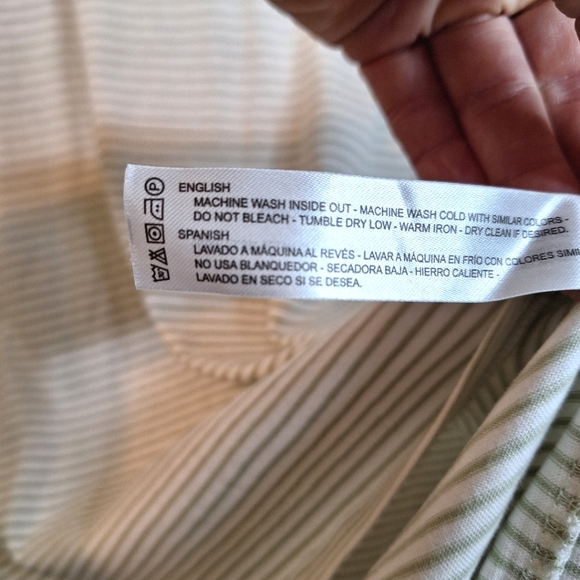 ENGLISH
MACHINE WASH INSIDE OUT - MACHINE WASH COLD WITH SIMILAR COLORS -
DO NOT BLEACH - TUMBLE DRY LOW - WARM IRON - DRY CLEAN IF DESIRED.
SPANISH
LAVADO A MÁQUINA AL REVÉS - LAVAR A MÁQUINA EN FRÍO CON COLORES
NO USA BLANQUEDOR - SECADORA BAJA - HIERRO CALIENTE -
LAVADO EN SECO SI SE DESEA.
P